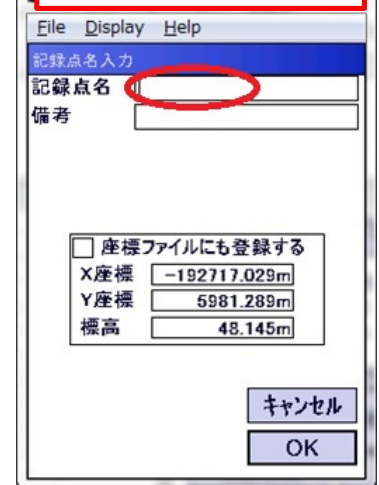 File Display Help
記録点名入力
記録点名
備考
座標ファイルにも登録する
X座標 -192717.029m
Y座標 5981.289m
標高 48.145m
キャンセル
OK